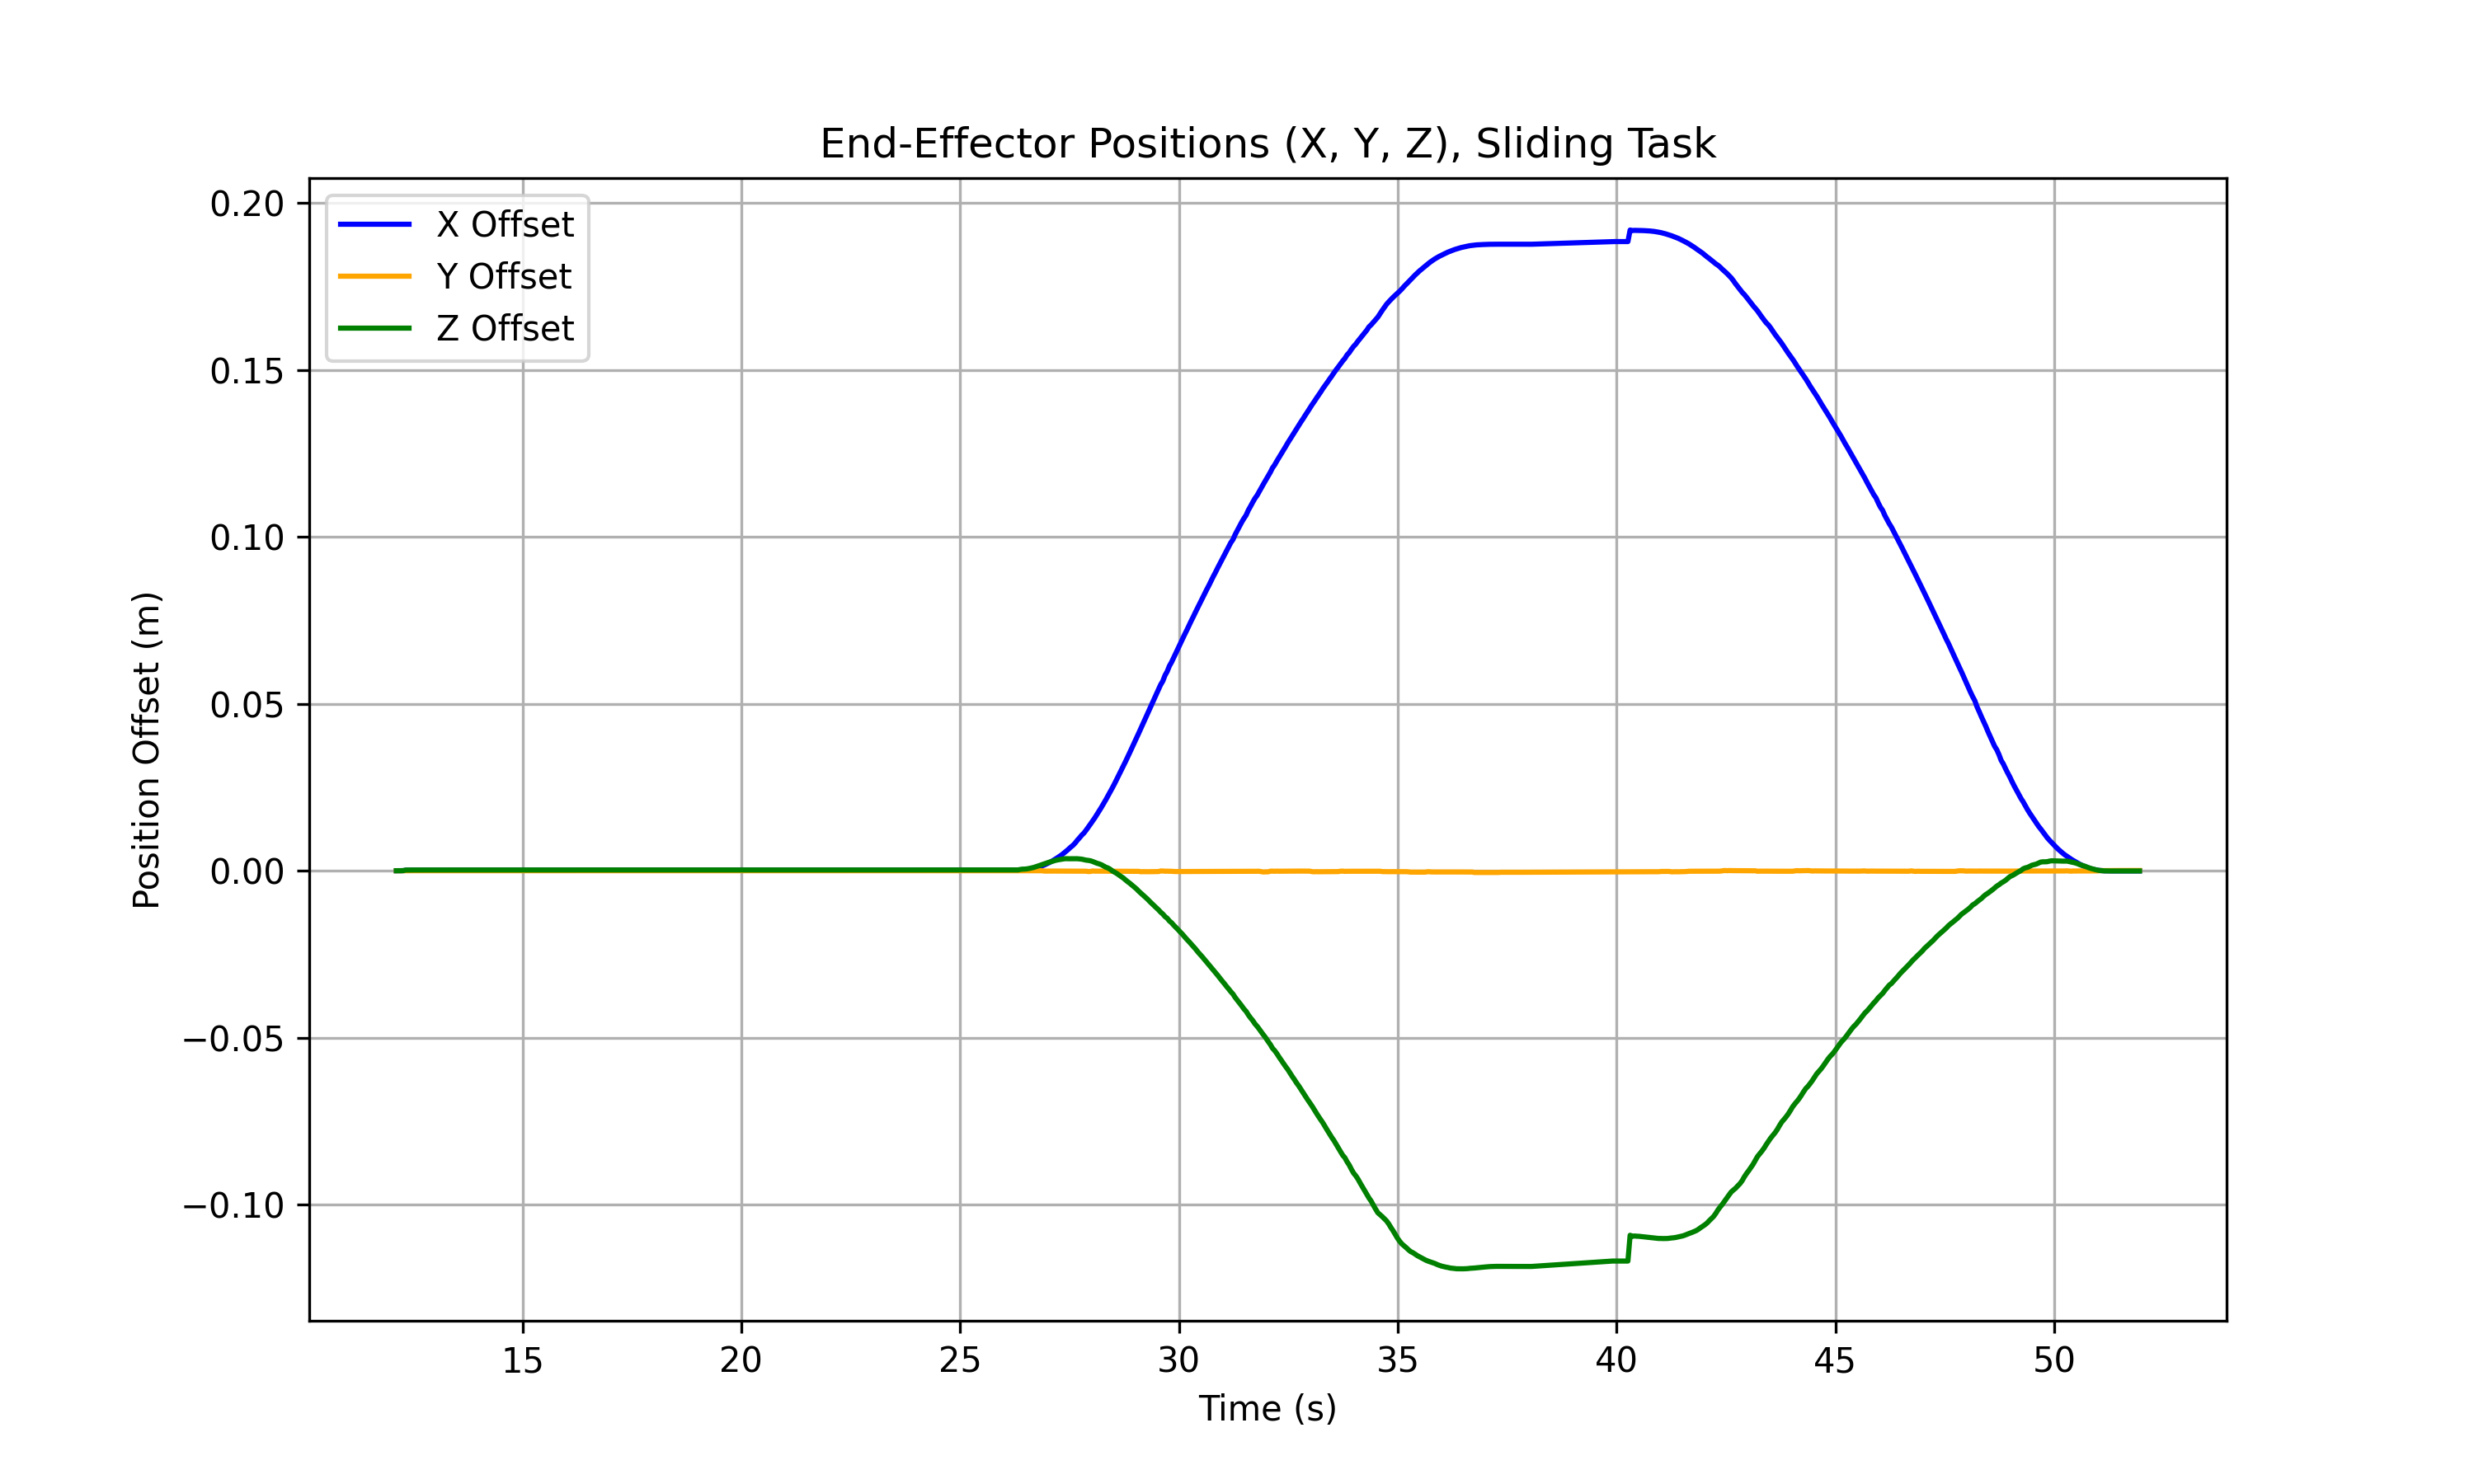 End-Effector Positions (X, Y, Z), Sliding Task
X Offset
Y Offset
Z Offset
Position Offset (m)
0.20
0.15
0.10
0.05
0.00
−0.05
−0.10
15 20 25 30 35 40 45 50
Time (s)